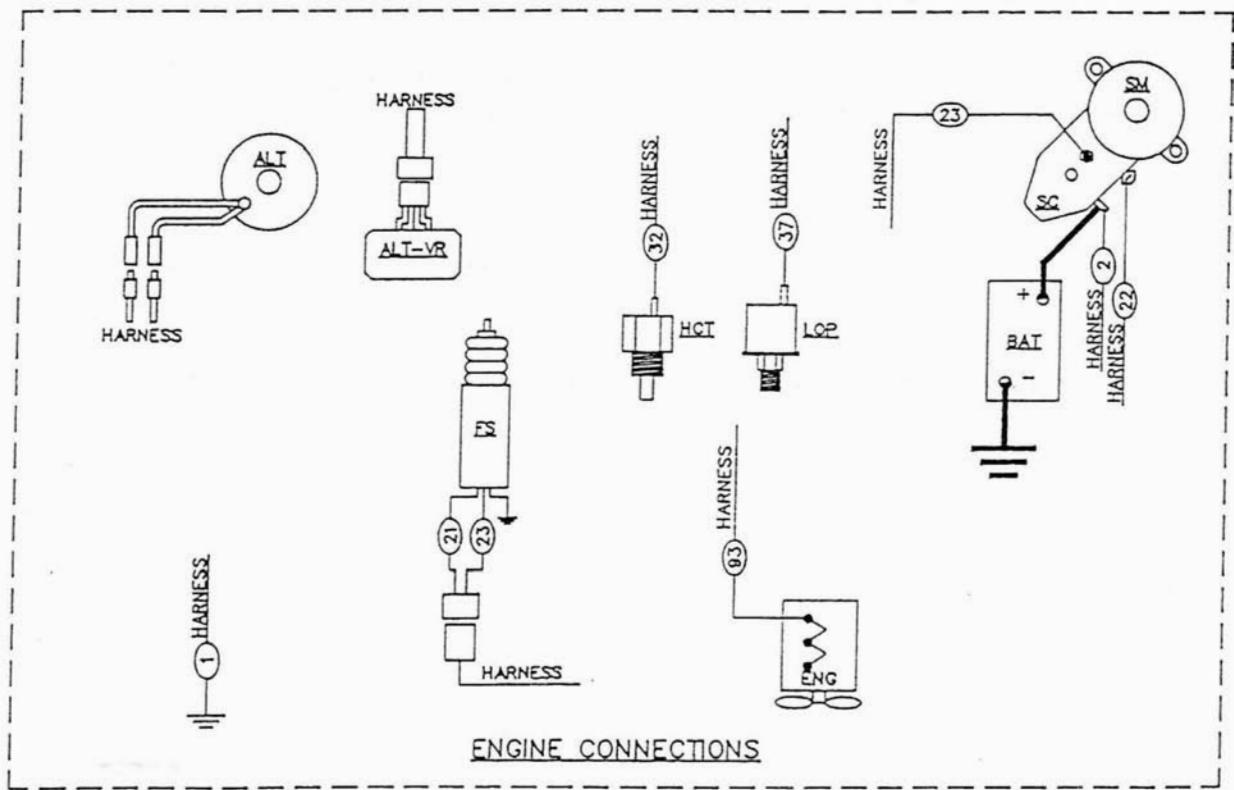 HARNESS
ALT
ALT-VR
HARNESS
HARNESS
32
HCT
HARNESS
37
LOP
HARNESS
23
SM
SC
+
BAT
-
2
HARNESS
22
HARNESS
FS
21
23
HARNESS
HARNESS
1
HARNESS
93
ENG
ENGINE CONNECTIONS